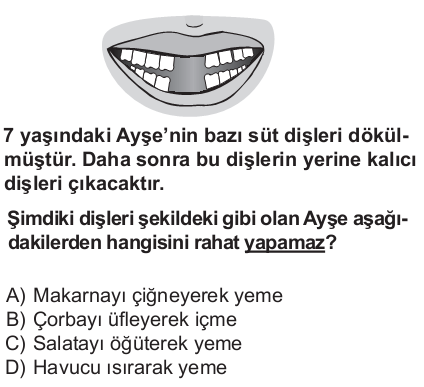 7 yaşındaki Ayşe'nin bazı süt dişleri dökül-
müştür. Daha sonra bu dişlerin yerine kalıcı
dişleri çıkacaktır.
Şimdiki dişleri şekildeki gibi olan Ayşe aşağı-
dakilerden hangisini rahat yapamaz?
A) Makarnayı çiğneyerek yeme
B) Çorbayı üfleyerek içme
C) Salatayı öğüterek yeme
D) Havucu ısırarak yeme